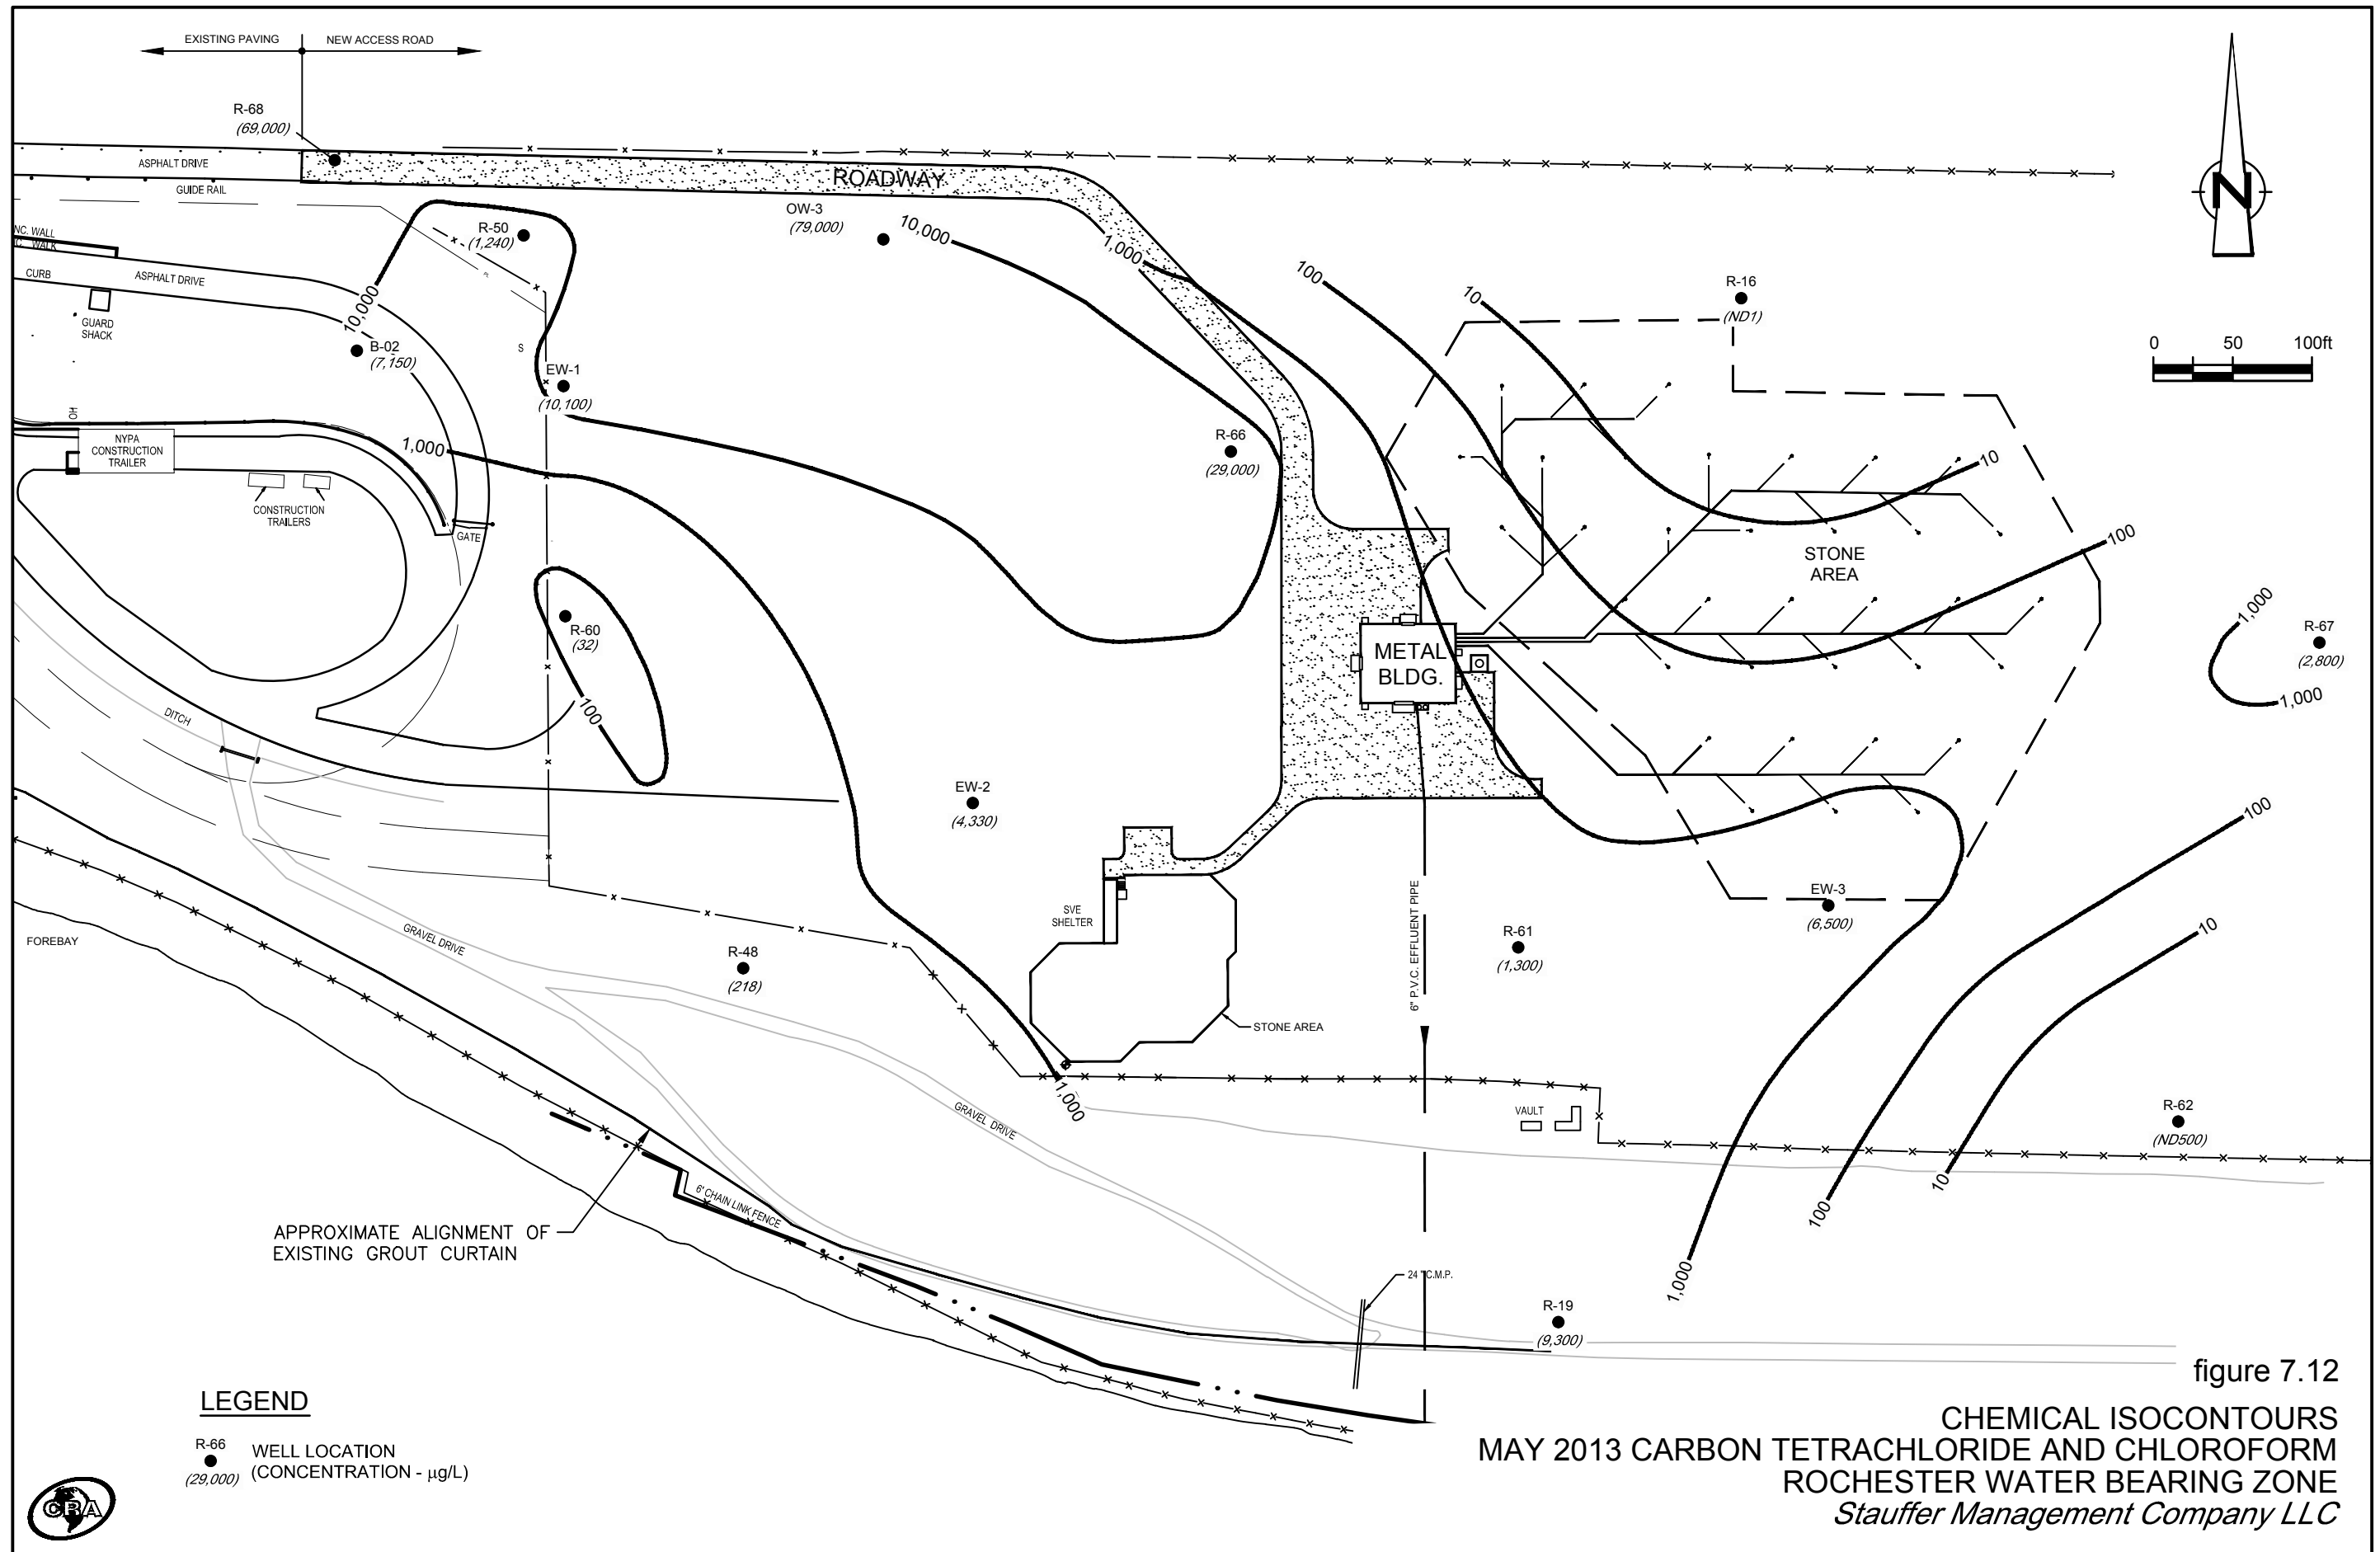 EXISTING PAVING
NEW ACCESS ROAD
R-68
(69,000)
ASPHALT DRIVE
GUIDE RAIL
ROADWAY
N
NC. WALL
C. WALK
CURB
ASPHALT DRIVE
GUARD
SHACK
R-50
(1,240)
OW-3
(79,000)
10,000
1,000
100
10
R-16
(ND1)
0 50 100ft
10,000
B-02
(7,150)
S
EW-1
(10,100)
OH
NYPA
CONSTRUCTION
TRAILER
1,000
CONSTRUCTION
TRAILERS
GATE
R-66
(29,000)
10
100
STONE
AREA
R-60
(32)
100
METAL
BLDG.
1,000
R-67
(2,800)
1,000
DITCH
EW-2
(4,330)
100
EW-3
(6,500)
10
SVE
SHELTER
6" P.V.C. EFFLUENT PIPE
R-61
(1,300)
FOREBAY
GRAVEL DRIVE
R-48
(218)
STONE AREA
1,000
GRAVEL DRIVE
VAULT
R-62
(ND500)
6' CHAIN LINK FENCE
10
100
1,000
APPROXIMATE ALIGNMENT OF
EXISTING GROUT CURTAIN
24 "C.M.P.
R-19
(9,300)
LEGEND
R-66
(29,000)
WELL LOCATION
(CONCENTRATION - µg/L)
CRA
figure 7.12
CHEMICAL ISOCONTOURS
MAY 2013 CARBON TETRACHLORIDE AND CHLOROFORM
ROCHESTER WATER BEARING ZONE
Stauffer Management Company LLC